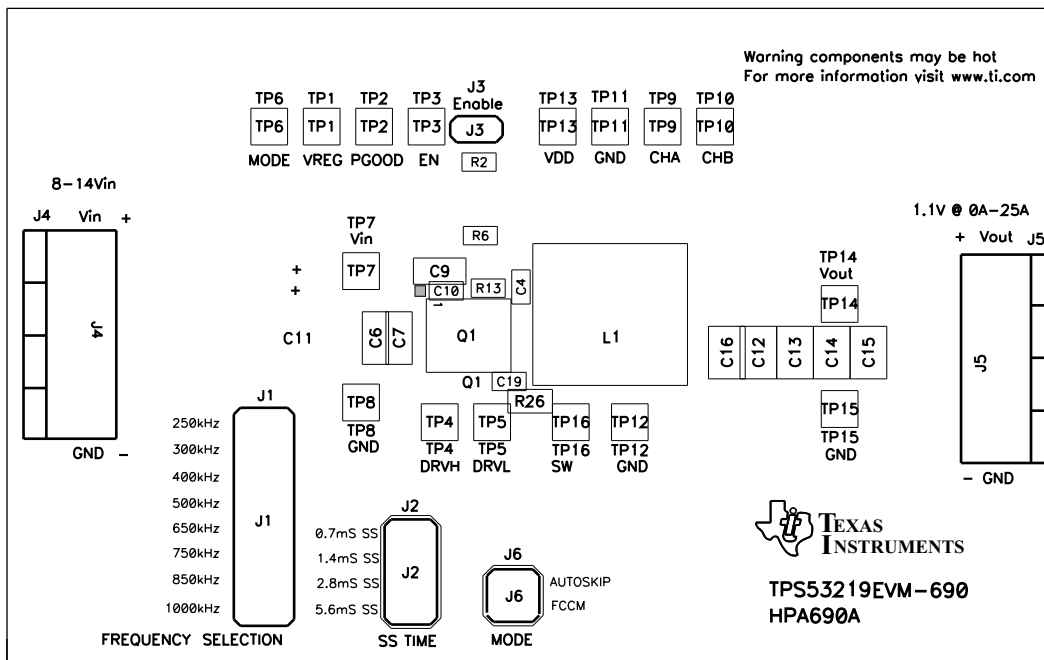 Warning components may be hot
For more information visit www.ti.com
J3
Enable
TP6 TP1 TP2 TP3 TP13 TP11 TP9 TP10
TP6 TP1 TP2 TP3 J3 TP13 TP11 TP9 TP10
MODE VREG PGOOD EN VDD GND CHA CHB
R2
8-14Vin
J4 Vin +
1.1V @ 0A-25A
+ Vout J5
TP7
Vin
R6
TP7
+
+
C9
C10 R13 C4
1
TP14
Vout
TP14
J4
C11
C6 C7
Q1
L1
C16 C12 C13 C14 C15
J5
Q1 C19
R26
J1
TP8
TP8
GND
TP4 TP5 TP16 TP12
TP4 TP5 TP16 TP12
DRVH DRVL SW GND
TP15
TP15
GND
GND -
- GND
250kHz
300kHz
400kHz
500kHz
650kHz
750kHz
850kHz
1000kHz
J1
FREQUENCY SELECTION
J2
0.7mS SS
1.4mS SS
2.8mS SS
5.6mS SS
J2
SS TIME
J6
J6
AUTOSKIP
FCCM
MODE
TEXAS
INSTRUMENTS
TPS53219EVM-690
HPA690A